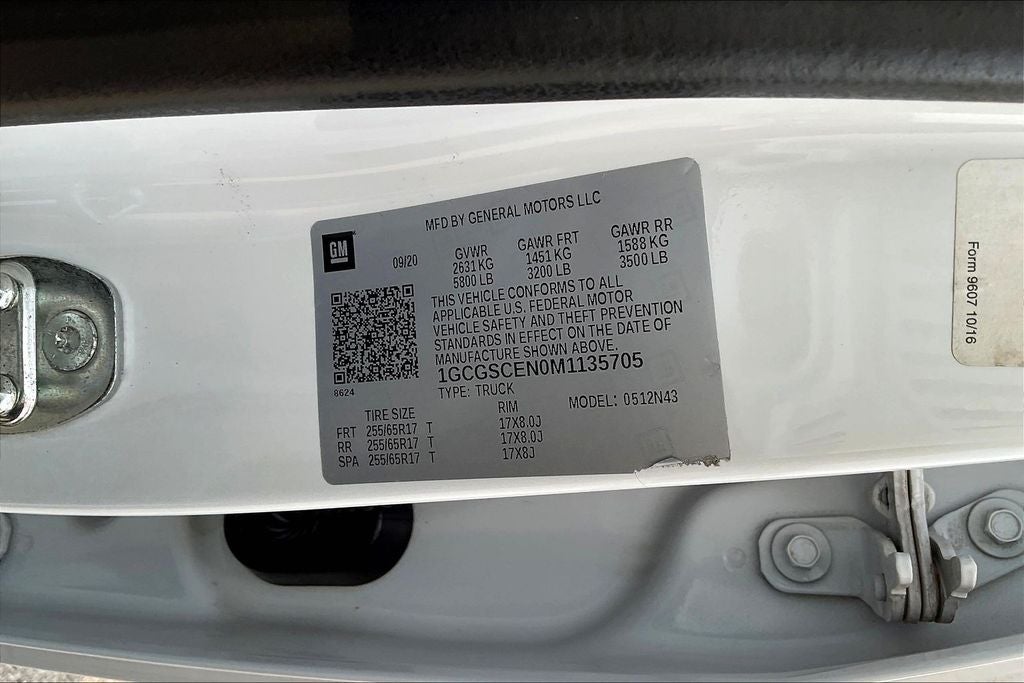 MFD BY GENERAL MOTORS LLC
GM
09/20
GVWR GAWR FRT GAWR RR
2631 KG 1451 KG 1588 KG
5800 LB 3200 LB 3500 LB
THIS VEHICLE CONFORMS TO ALL
APPLICABLE U.S. FEDERAL MOTOR
VEHICLE SAFETY AND THEFT PREVENTION
STANDARDS IN EFFECT ON THE DATE OF
MANUFACTURE SHOWN ABOVE.
1GCGSCEN0M1135705
8624
TYPE: TRUCK MODEL: 0512N43
TIRE SIZE RIM
FRT 255/65R17 T 17X8.0J
RR 255/65R17 T 17X8.0J
SPA 255/65R17 T 17X8J
Form 9607 10/16